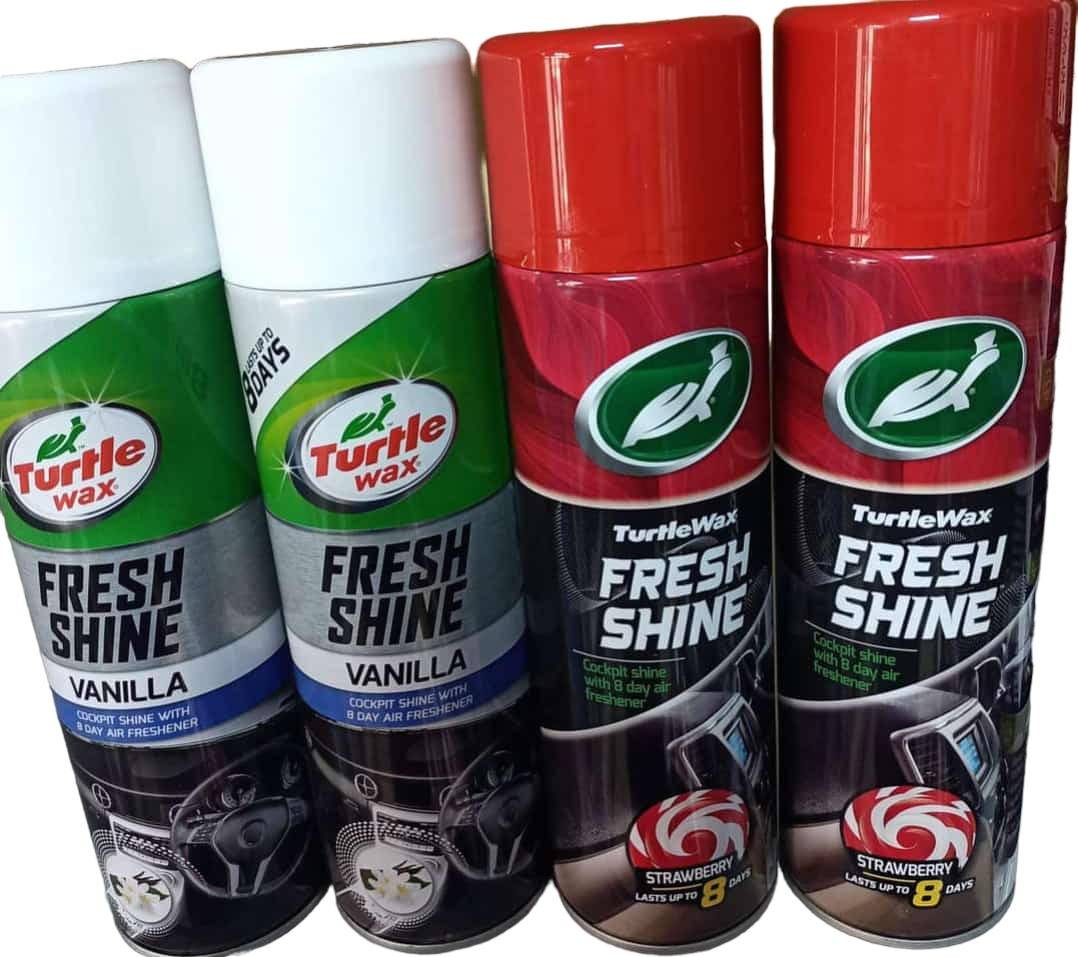 Turtle
wax
FRESH
SHINE
VANILLA
COCKPIT SHINE WITH
8 DAY AIR FRESHENER
LASTS UP TO
8 DAYS
Turtle
wax
FRESH
SHINE
VANILLA
COCKPIT SHINE WITH
8 DAY AIR FRESHENER
TurtleWax
FRESH
SHINE
Cockpit shine
with 8 day air
freshener
STRAWBERRY
LASTS UP TO 8 DAYS
TurtleWax
FRESH
SHINE
Cockpit shine
with 8 day air
freshener
STRAWBERRY
LASTS UP TO 8 DAYS